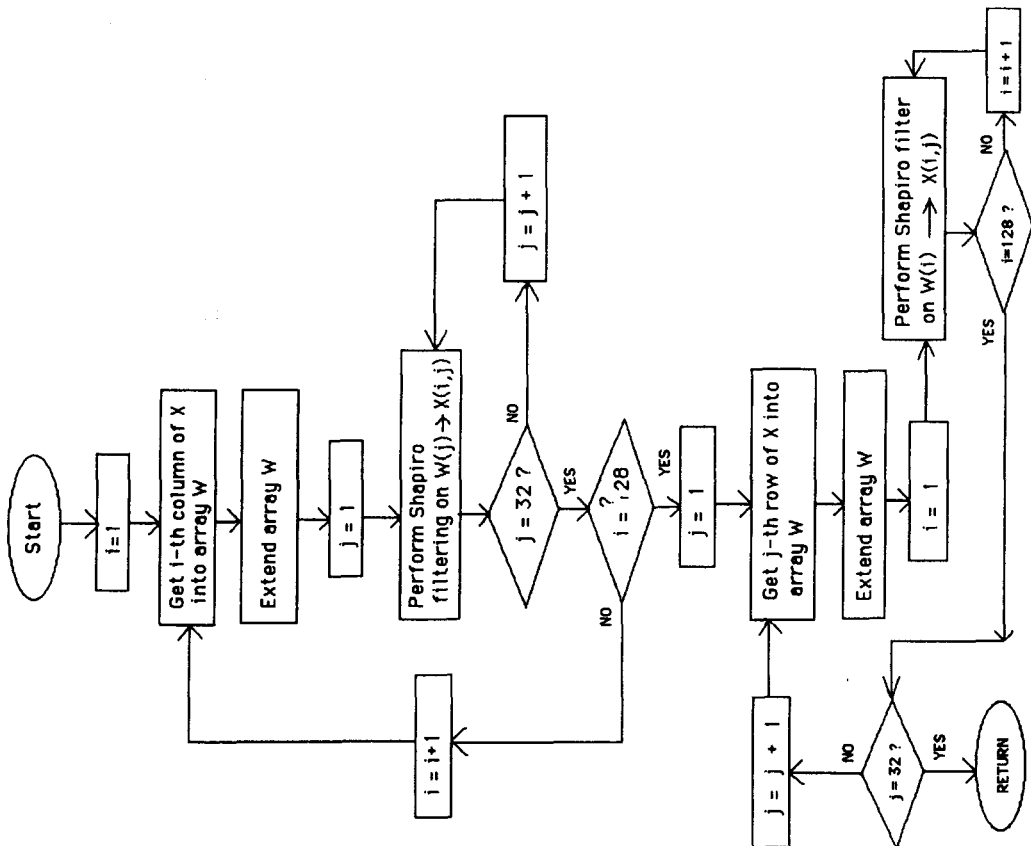 Start
i=1
Get i-th column of X
into array W
Extend array W
j = 1
Perform Shapiro
filtering on W(j) → X(i,j)
j = j + 1
NO
j = 32 ?
YES
i = 128
?
NO
YES
i = i+1
j = 1
Get j-th row of X into
array W
Extend array W
i = 1
Perform Shapiro filter
on W(i) → X(i,j)
i = i + 1
NO
i=128 ?
YES
j = j + 1
NO
j = 32 ?
YES
RETURN